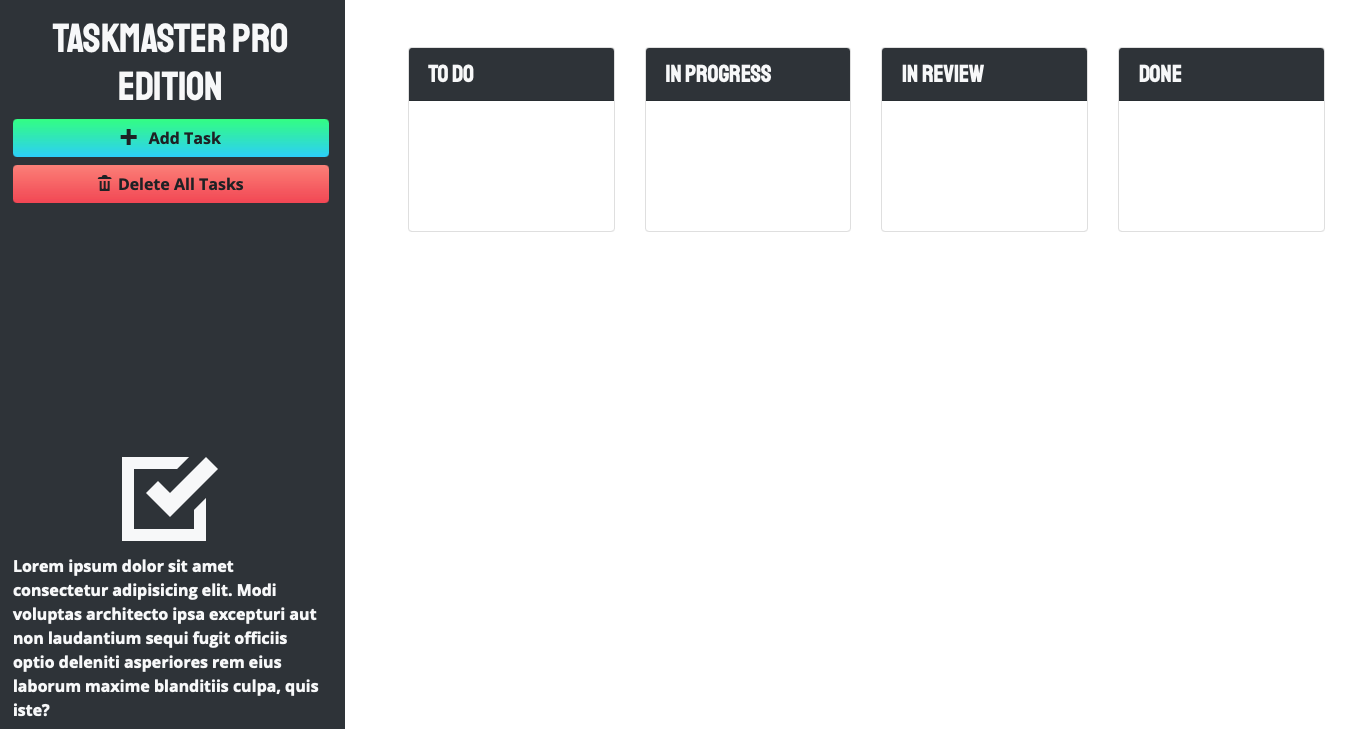 TASKMASTER PRO
EDITION
Add Task
Delete All Tasks
Lorem ipsum dolor sit amet
consectetur adipisicing elit. Modi
voluptas architecto ipsa excepturi aut
non laudantium sequi fugit officiis
optio deleniti asperiores rem eius
laborum maxime blanditiis culpa, quis
iste?
TO DO
IN PROGRESS
IN REVIEW
DONE